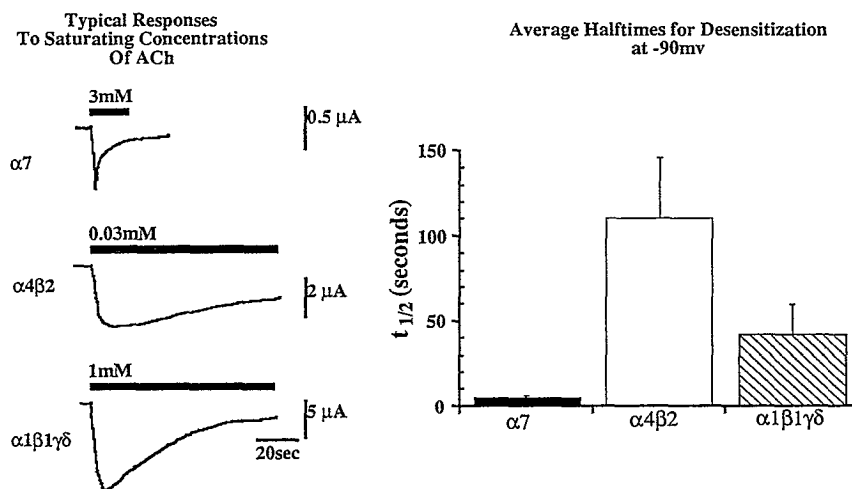 Typical Responses
To Saturating Concentrations
Of ACh
3mM
0.5 μA
α7
0.03mM
2 μA
α4β2
1mM
5 μA
α1β1γδ
20sec
Average Halftimes for Desensitization
at -90mv
150
100
50
0
t 1/2 (seconds)
α7
α4β2
α1β1γδ